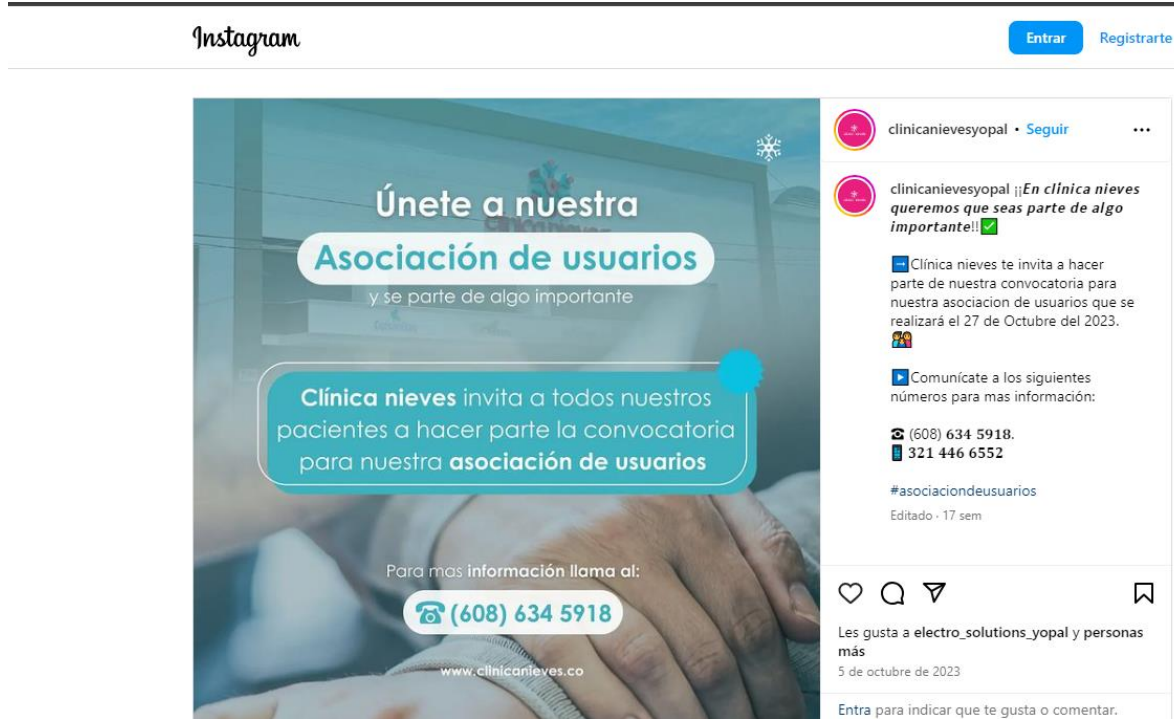 Instagram
Entrar
Registrarte
Únete a nuestra
Asociación de usuarios
y se parte de algo importante
Clínica nieves invita a todos nuestros
pacientes a hacer parte la convocatoria
para nuestra asociación de usuarios
Para mas información llama al:
☎ (608) 634 5918
www.clinicanieves.co
clinicanievesyopal • Seguir
clinicanievesyopal ¡¡En clínica nieves
queremos que seas parte de algo
importante!!✅
➡Clínica nieves te invita a hacer
parte de nuestra convocatoria para
nuestra asociacion de usuarios que se
realizará el 27 de Octubre del 2023.
▶Comunícate a los siguientes
números para mas información:
☎ (608) 634 5918.
📱 321 446 6552
#asociaciondeusuarios
Editado · 17 sem
Les gusta a electro_solutions_yopal y personas
más
5 de octubre de 2023
Entra para indicar que te gusta o comentar.